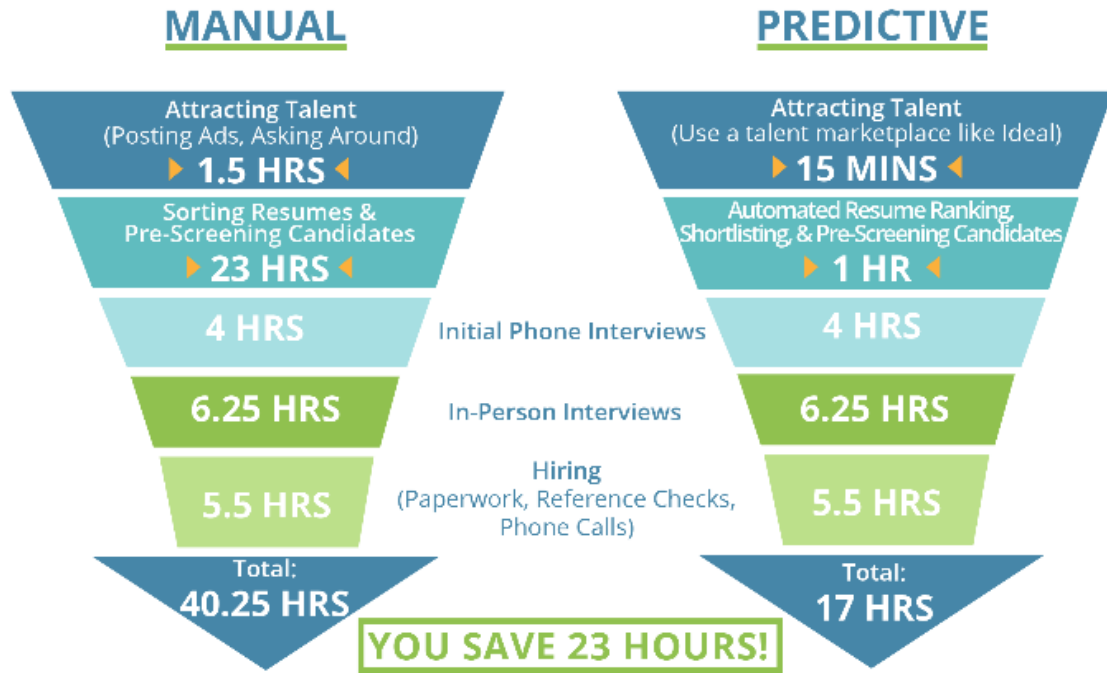 MANUAL
Attracting Talent
(Posting Ads, Asking Around)
1.5 HRS
Sorting Resumes &
Pre-Screening Candidates
23 HRS
4 HRS
6.25 HRS
5.5 HRS
Total:
40.25 HRS
Initial Phone Interviews
In-Person Interviews
Hiring
(Paperwork, Reference Checks,
Phone Calls)
PREDICTIVE
Attracting Talent
(Use a talent marketplace like Ideal)
15 MINS
Automated Resume Ranking,
Shortlisting, & Pre-Screening Candidates
1 HR
4 HRS
6.25 HRS
5.5 HRS
Total:
17 HRS
YOU SAVE 23 HOURS!